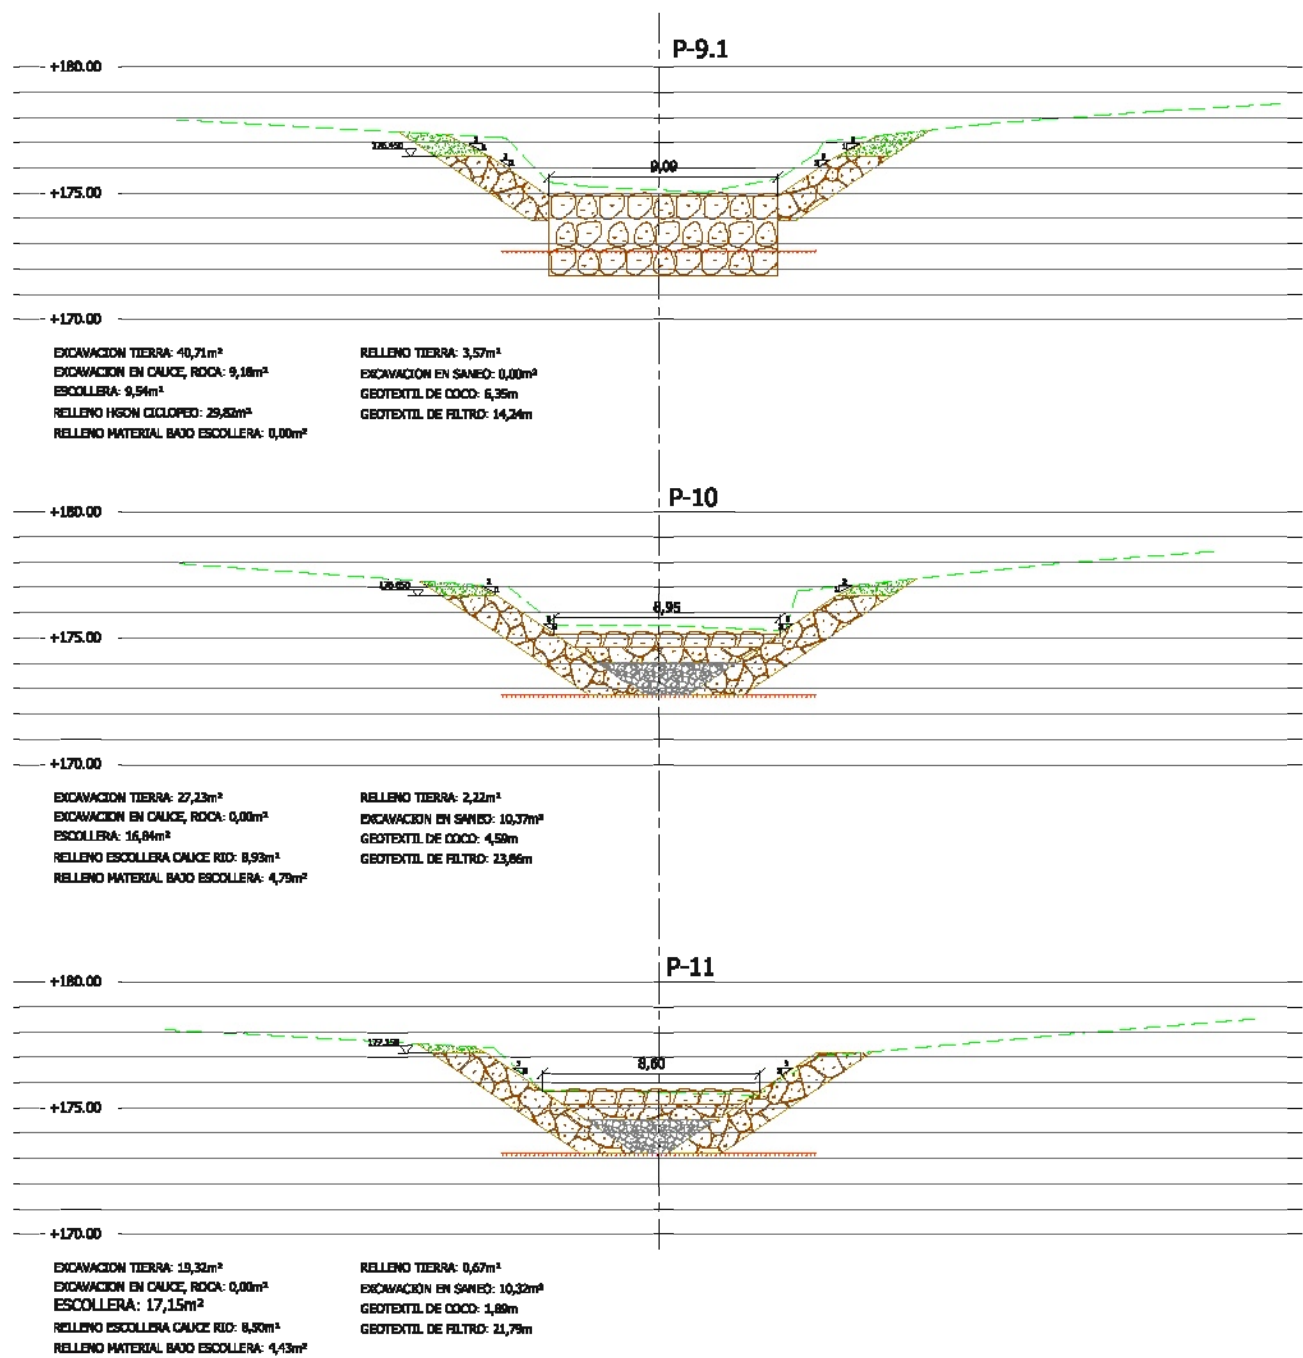 P-9.1
+180.00
176.450
9,00
+175.00
+170.00
EXCAVACION TIERRA: 40,71m²
EXCAVACION EN CAUCE, ROCA: 9,18m²
ESCOLLERA: 9,54m²
RELLENO HGON CICLOPEO: 29,82m²
RELLENO MATERIAL BAJO ESCOLLERA: 0,00m²
RELLENO TIERRA: 3,57m²
EXCAVACION EN SANEO: 0,00m²
GEOTEXTIL DE COCO: 6,35m
GEOTEXTIL DE FILTRO: 14,24m
P-10
+180.00
176.650
8,95
+175.00
+170.00
EXCAVACION TIERRA: 27,23m²
EXCAVACION EN CAUCE, ROCA: 0,00m²
ESCOLLERA: 16,84m²
RELLENO ESCOLLERA CAUCE RIO: 8,93m²
RELLENO MATERIAL BAJO ESCOLLERA: 4,79m²
RELLENO TIERRA: 2,22m²
EXCAVACION EN SANEO: 10,37m²
GEOTEXTIL DE COCO: 4,59m
GEOTEXTIL DE FILTRO: 23,86m
P-11
+180.00
177.150
8,60
+175.00
+170.00
EXCAVACION TIERRA: 19,32m²
EXCAVACION EN CAUCE, ROCA: 0,00m²
ESCOLLERA: 17,15m²
RELLENO ESCOLLERA CAUCE RIO: 8,50m²
RELLENO MATERIAL BAJO ESCOLLERA: 4,43m²
RELLENO TIERRA: 0,67m²
EXCAVACION EN SANEO: 10,32m²
GEOTEXTIL DE COCO: 1,89m
GEOTEXTIL DE FILTRO: 21,79m